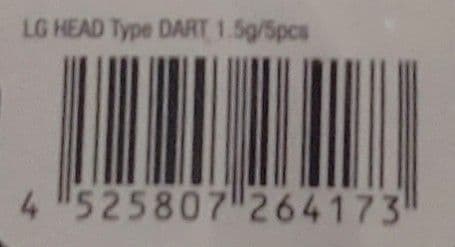 LG HEAD Type DART 1.5g/5pcs
4 525807 264173